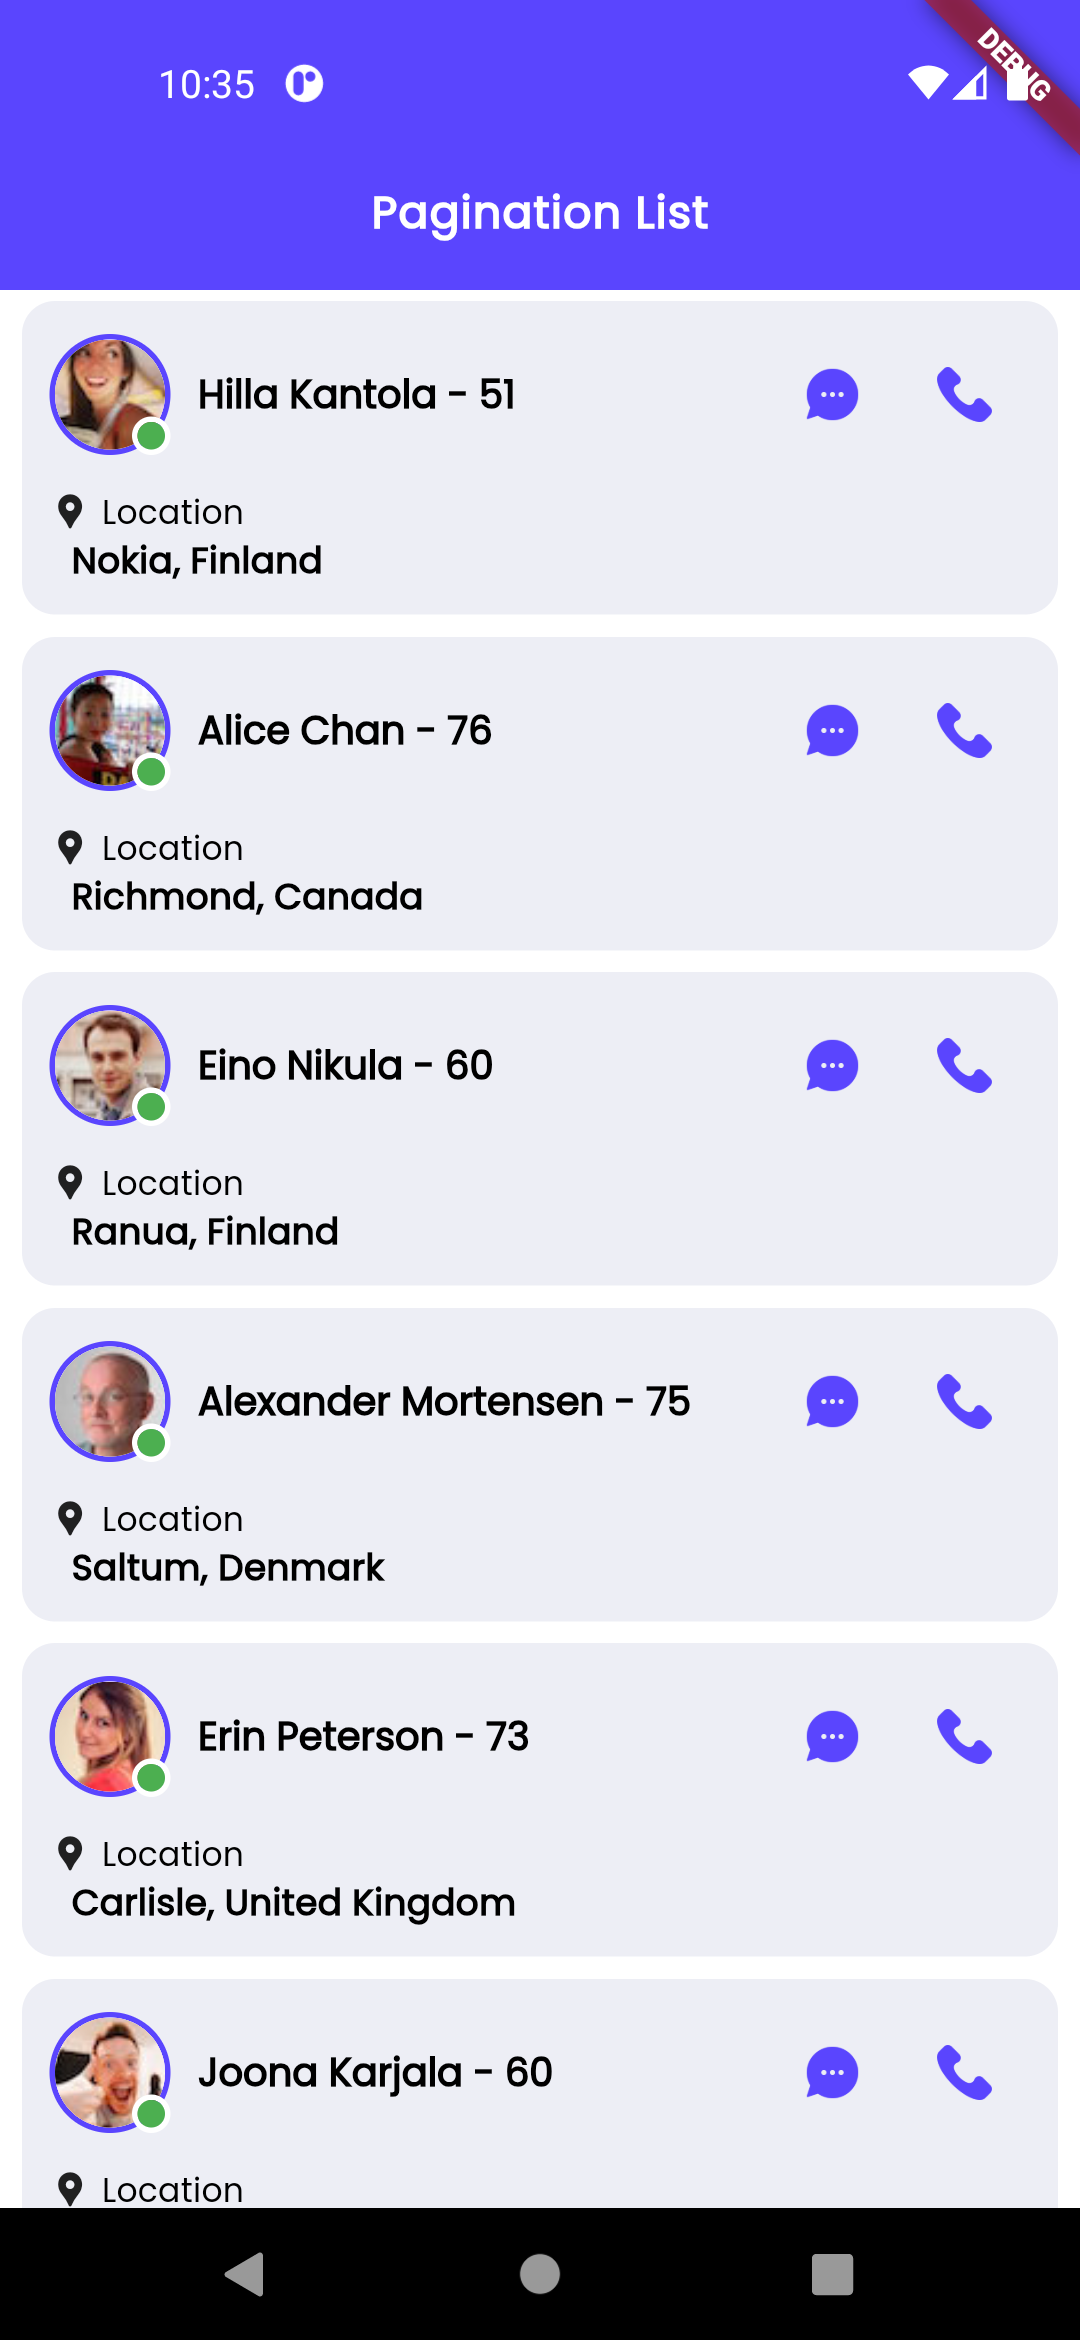 10:35
DEBUG
Pagination List
Hilla Kantola - 51
Location
Nokia, Finland
Alice Chan - 76
Location
Richmond, Canada
Eino Nikula - 60
Location
Ranua, Finland
Alexander Mortensen - 75
Location
Saltum, Denmark
Erin Peterson - 73
Location
Carlisle, United Kingdom
Joona Karjala - 60
Location